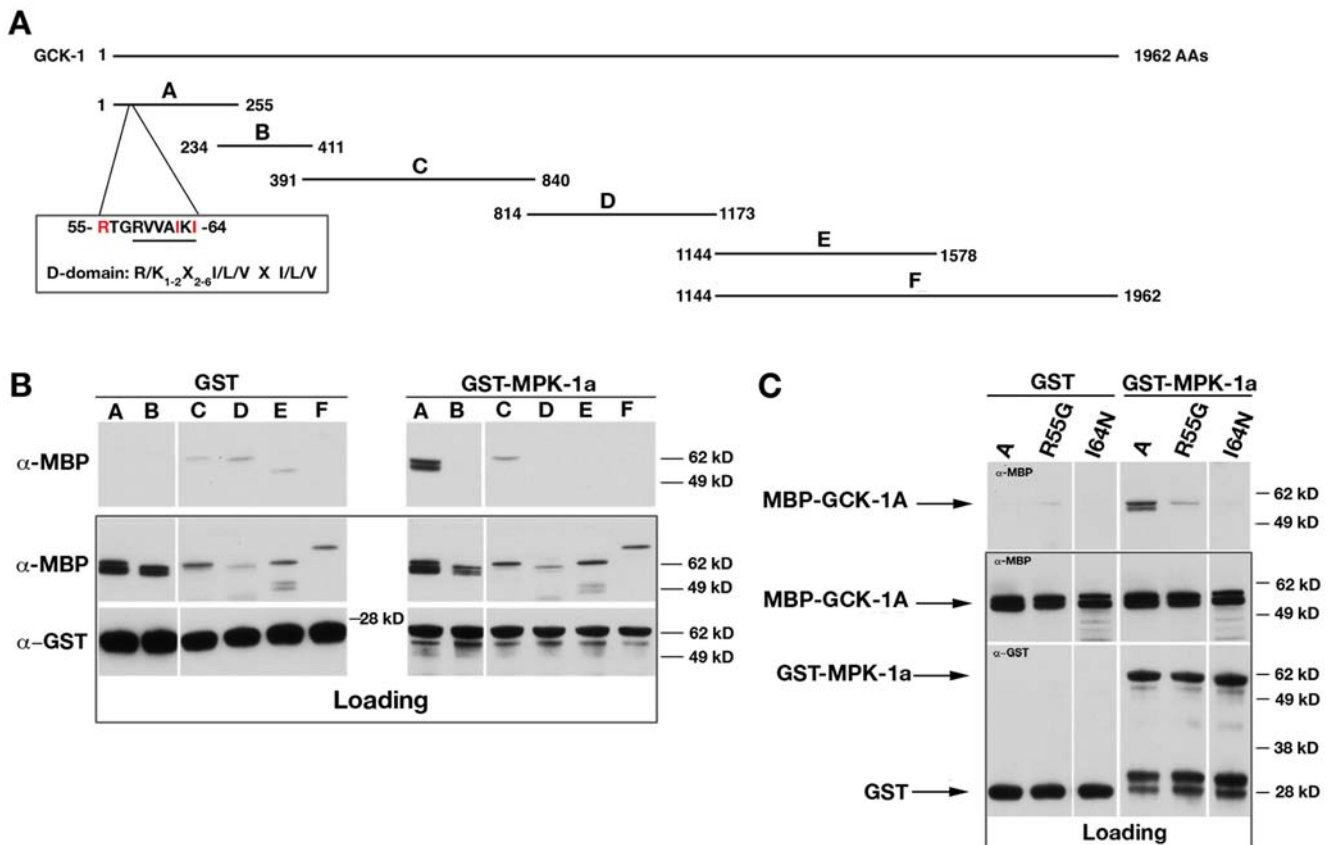 A
GCK-1 1 1962 AAs
A
1 255
B
234 411
C
391 840
D
814 1173
E
1144 1578
F
1144 1962
55- RTGRVVAIKI -64
D-domain: R/K1-2X2-6I/L/V X I/L/V
B
GST GST-MPK-1a
A B C D E F A B C D E F
α-MBP 62 kD
49 kD
α-MBP 62 kD
49 kD
α-GST 28 kD 62 kD
49 kD
Loading
C
GST GST-MPK-1a
A R55G I64N A R55G I64N
α-MBP
MBP-GCK-1A 62 kD
49 kD
α-MBP
MBP-GCK-1A 62 kD
49 kD
α-GST
GST-MPK-1a 62 kD
49 kD
38 kD
GST 28 kD
Loading